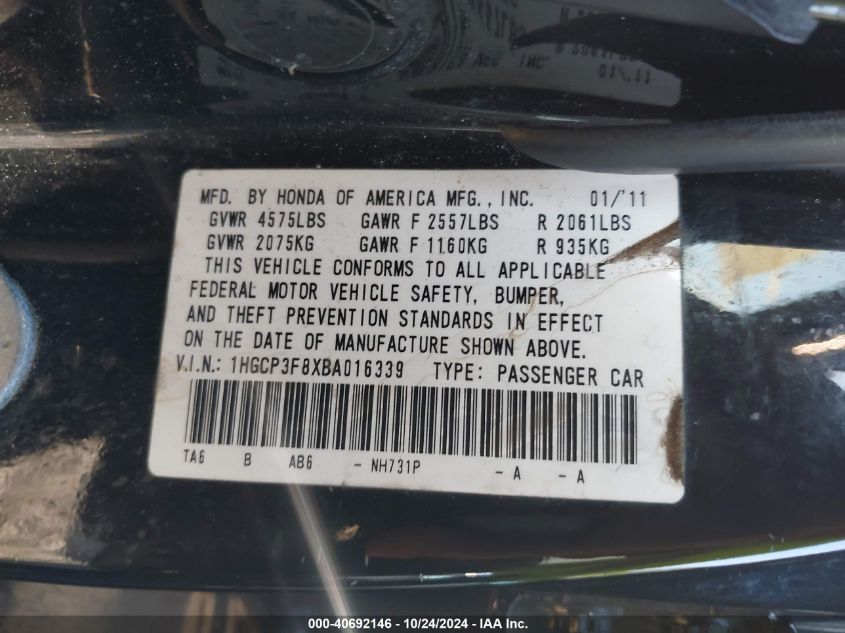 01/'11
MFD. BY HONDA OF AMERICA MFG., INC. 01/'11
GVWR 4575LBS GAWR F 2557LBS R 2061LBS
GVWR 2075KG GAWR F 1160KG R 935KG
THIS VEHICLE CONFORMS TO ALL APPLICABLE
FEDERAL MOTOR VEHICLE SAFETY, BUMPER,
AND THEFT PREVENTION STANDARDS IN EFFECT
ON THE DATE OF MANUFACTURE SHOWN ABOVE.
V.I.N.: 1HGCP3F8XBA016339 TYPE: PASSENGER CAR
TA6 B AB6 - NH731P - A - A
000-40692146 - 10/24/2024 - IAA Inc.